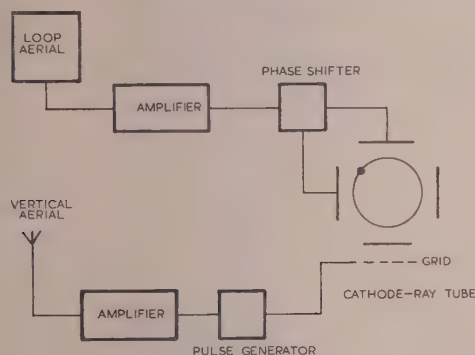 LOOP
AERIAL
AMPLIFIER
PHASE SHIFTER
VERTICAL
AERIAL
AMPLIFIER
PULSE GENERATOR
GRID
CATHODE-RAY TUBE